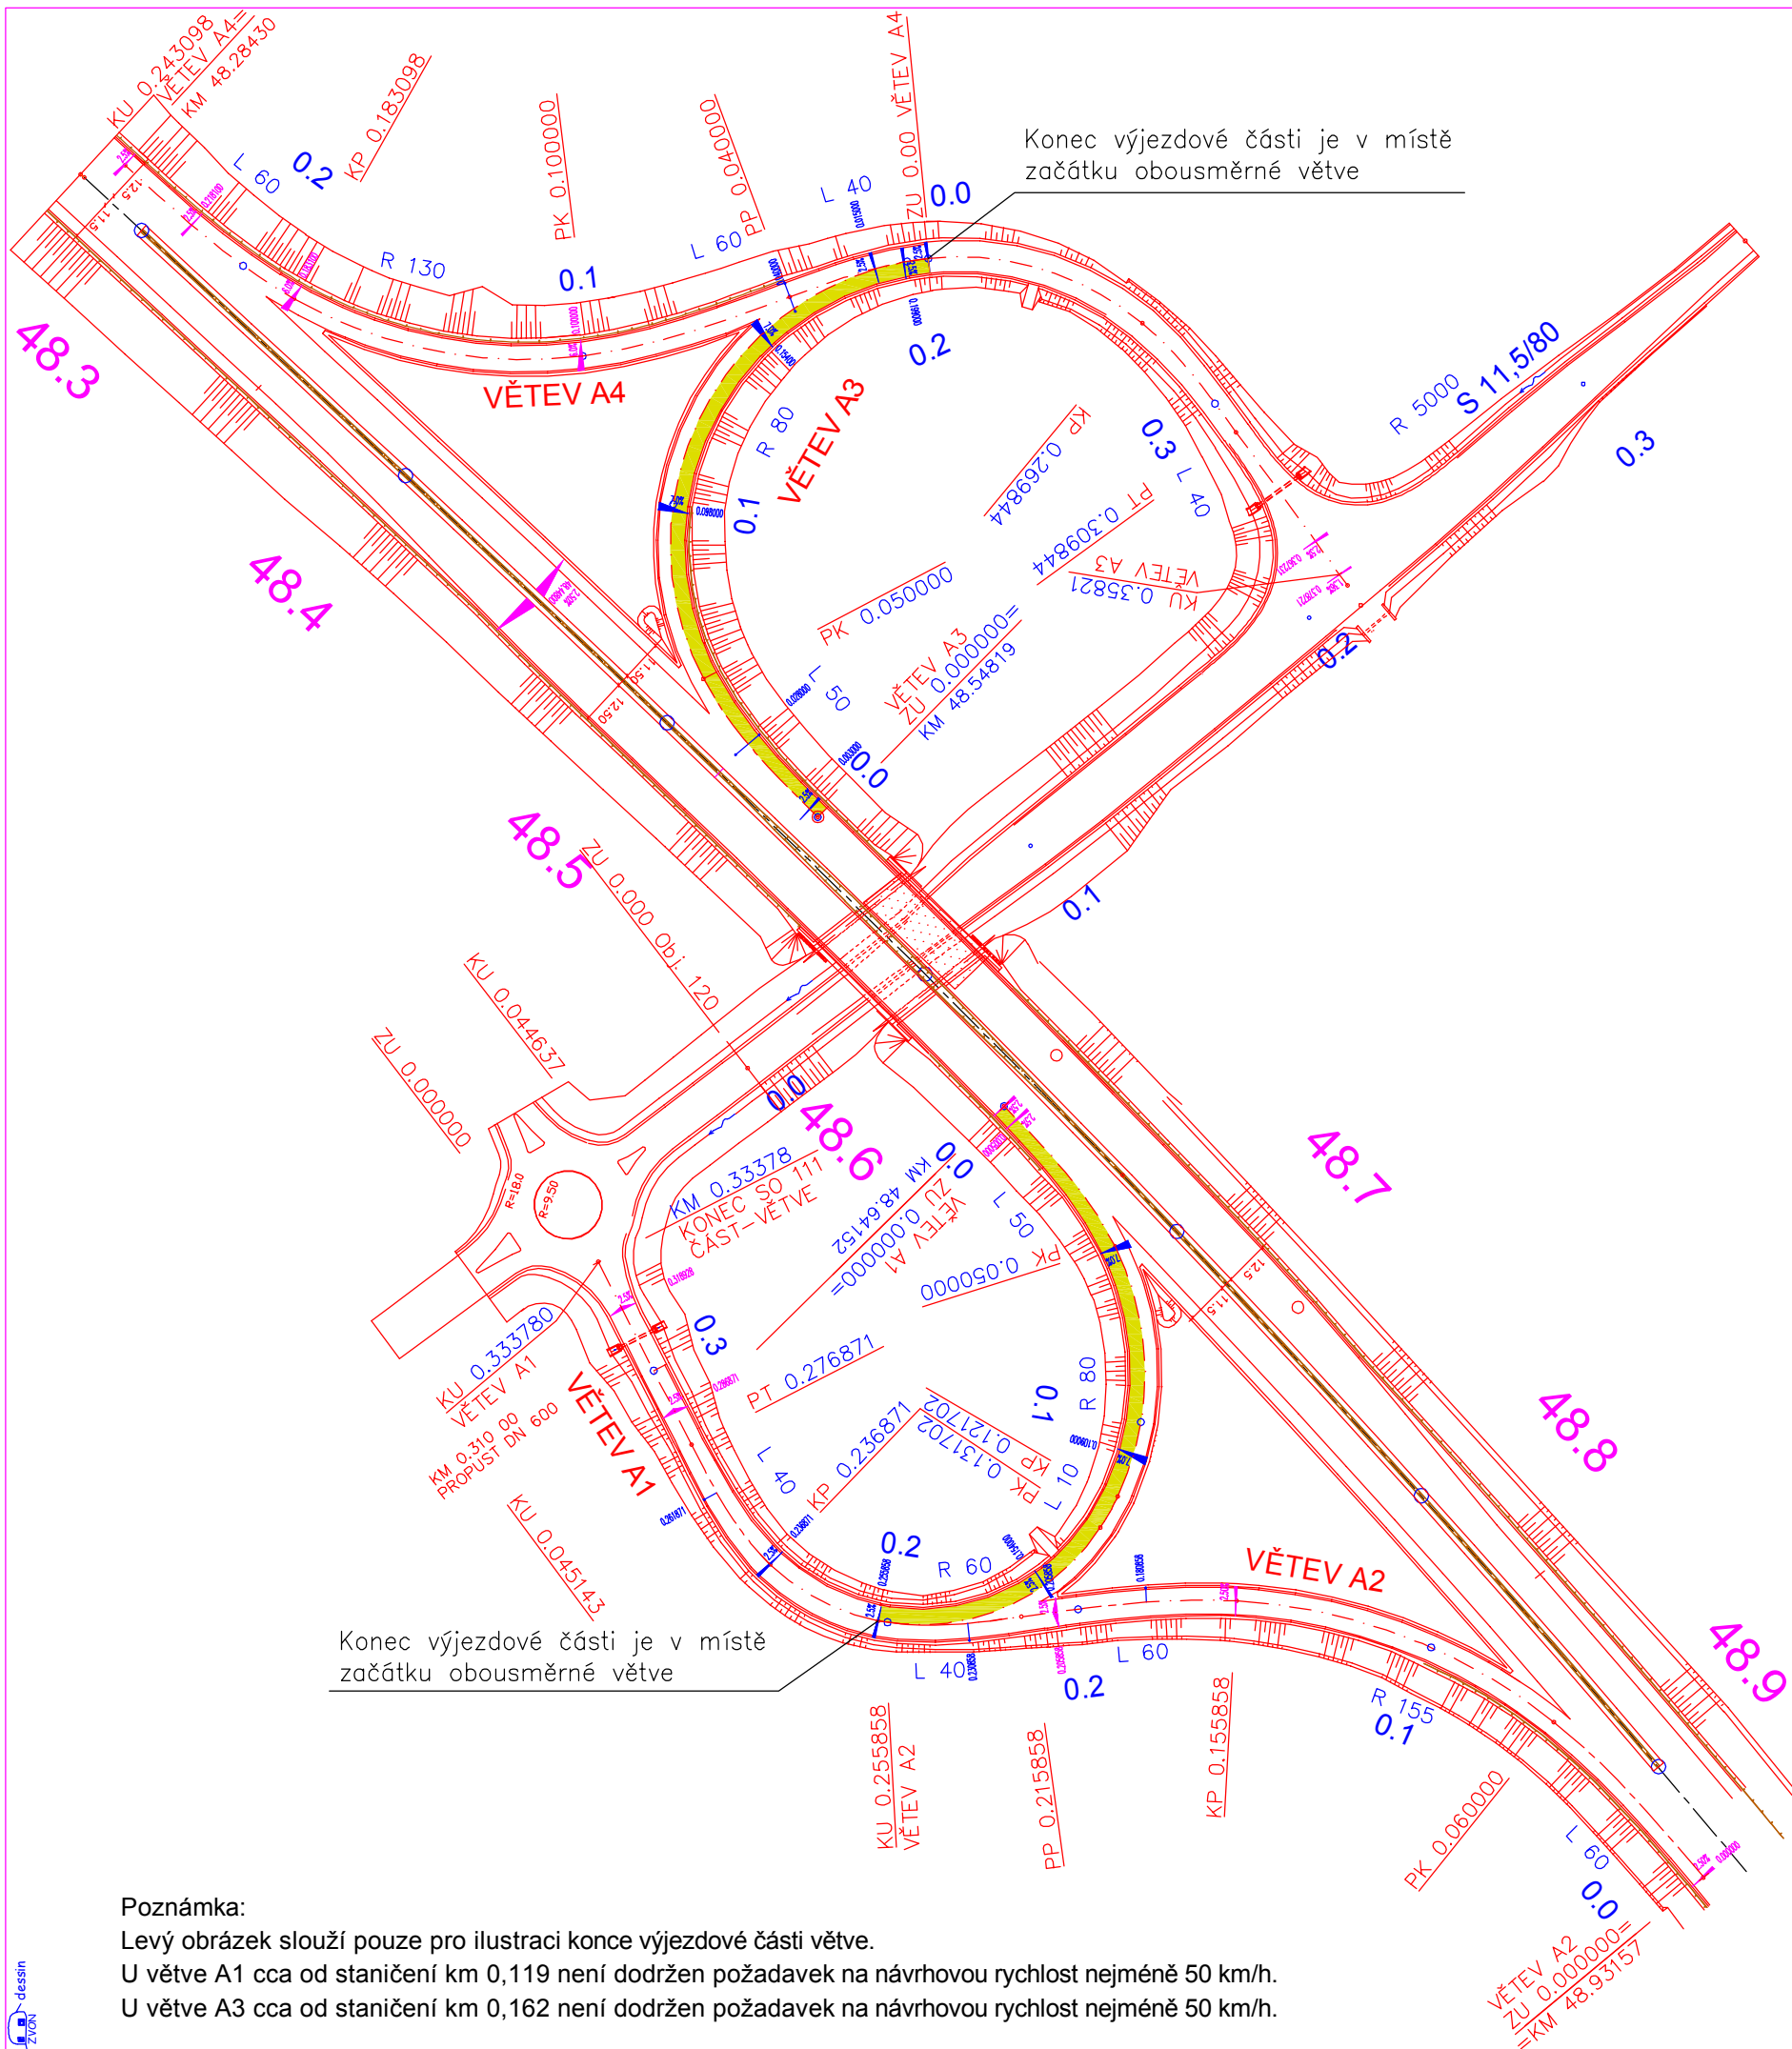 KU 0.243098
VĚTEV A4=
KM 48.28430
KP 0.183098
PK 0.100000
PP 0.040000
ZU 0.00 VĚTEV A4
Konec výjezdové části je v místě
začátku obousměrné větve
L 60
0.2
R 130
0.1
L 60
L 40
0.0
12.5
11.5
48.3
VĚTEV A4
0.2
R 80
VĚTEV A3
0.1
0.3
L 40
R 5000
S 11,5/80
0.3
KP 0.269844
PT 0.309844
KU 0.35821
VĚTEV A3
PK 0.050000
VĚTEV A3
ZU 0.000000=
KM 48.54819
L 50
0.0
0.2
48.4
11.50
12.50
48.5
0.1
ZU 0.000 Obj. 120
KU 0.044637
ZU 0.000000
0.0
48.6
R=18.0
R=9.50
KM 0.33378
KONEC SO 111
ČÁST-VĚTVE
0.0
VĚTEV A1
ZU 0.000000=
KM 48.64152
L 50
PK 0.050000
48.7
12.5
11.5
0.3
KU 0.333780
VĚTEV A1
KM 0.310 00
PROPUST DN 600
VĚTEV A1
PT 0.276871
L 40
KP 0.236871
KP 0.121702
PK 0.131702
0.1
R 80
L 10
48.8
KU 0.045143
0.2
R 60
VĚTEV A2
Konec výjezdové části je v místě
začátku obousměrné větve
L 40
0.2
L 60
R 155
0.1
48.9
KU 0.255858
VĚTEV A2
PP 0.215858
KP 0.155858
PK 0.060000
L 60
0.0
VĚTEV A2
ZU 0.000000=
=KM 48.93157
Poznámka:
Levý obrázek slouží pouze pro ilustraci konce výjezdové části větve.
U větve A1 cca od staničení km 0,119 není dodržen požadavek na návrhovou rychlost nejméně 50 km/h.
U větve A3 cca od staničení km 0,162 není dodržen požadavek na návrhovou rychlost nejméně 50 km/h.
dessin
ZVON